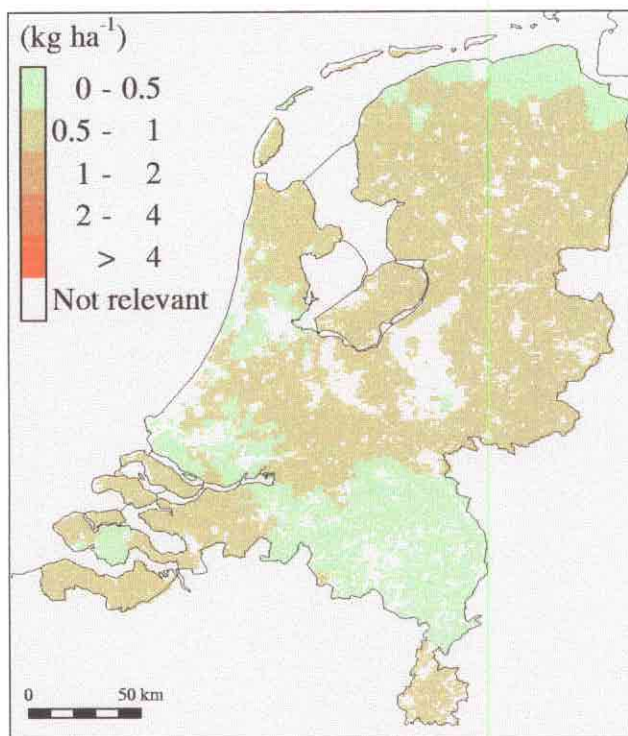 (kg ha⁻¹)
0 - 0.5
0.5 - 1
1 - 2
2 - 4
> 4
Not relevant
0 50 km